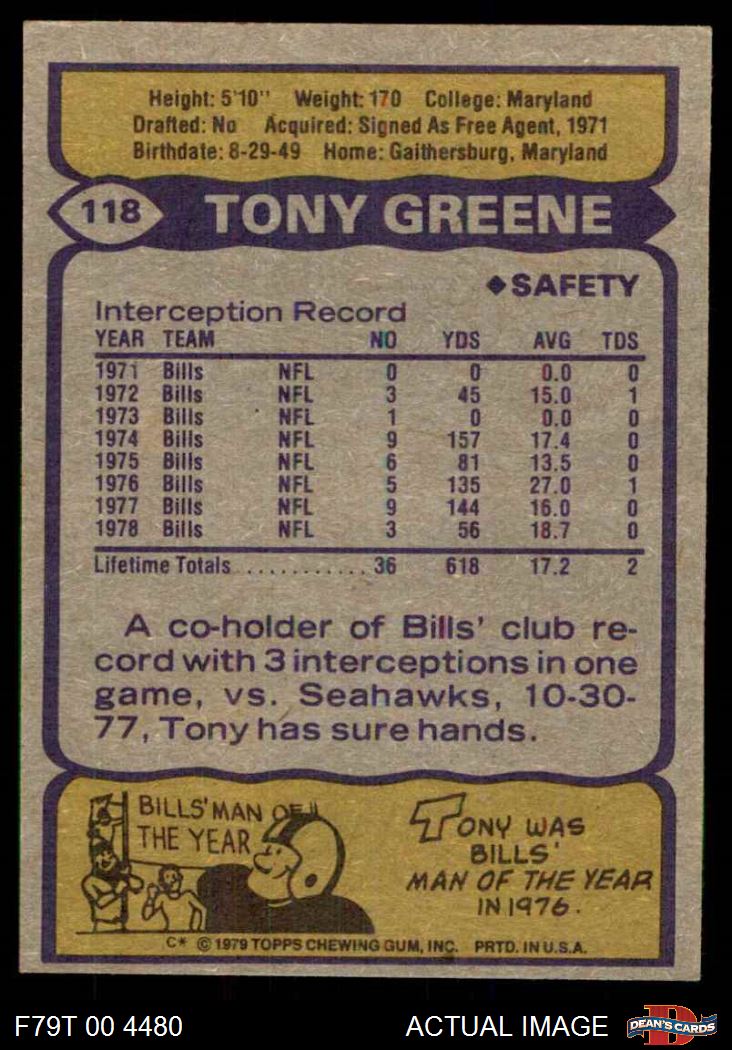 Height: 5'10" Weight: 170 College: Maryland
Drafted: No Acquired: Signed As Free Agent, 1971
Birthdate: 8-29-49 Home: Gaithersburg, Maryland
118 TONY GREENE
◆SAFETY
Interception Record
YEAR TEAM NO YDS AVG TDS
1971 Bills NFL 0 0 0.0 0
1972 Bills NFL 3 45 15.0 1
1973 Bills NFL 1 0 0.0 0
1974 Bills NFL 9 157 17.4 0
1975 Bills NFL 6 81 13.5 0
1976 Bills NFL 5 135 27.0 1
1977 Bills NFL 9 144 16.0 0
1978 Bills NFL 3 56 18.7 0
Lifetime Totals ........... 36 618 17.2 2
A co-holder of Bills' club re-
cord with 3 interceptions in one
game, vs. Seahawks, 10-30-
77, Tony has sure hands.
BILLS' MAN OF
THE YEAR
TONY WAS
BILLS'
MAN OF THE YEAR
IN 1976.
C* © 1979 TOPPS CHEWING GUM, INC. PRTD. IN U.S.A.
F79T 00 4480 ACTUAL IMAGE D DEAN'S CARDS